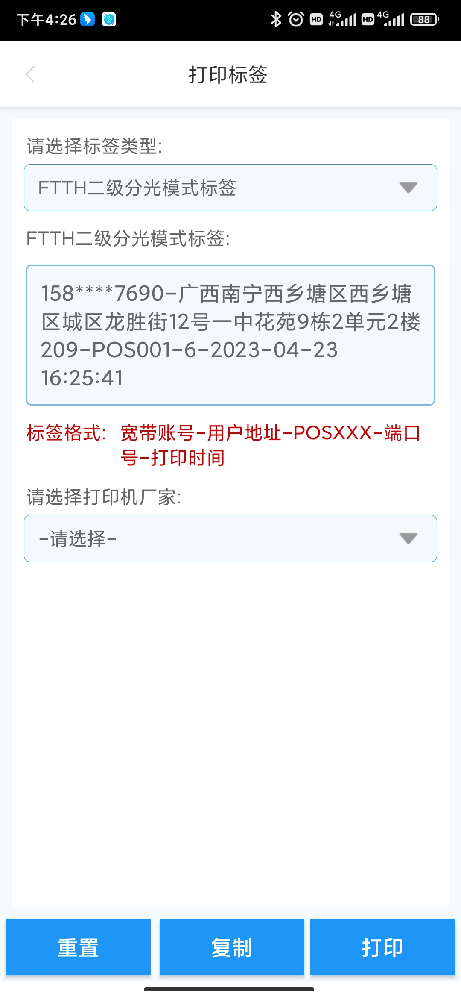 下午4:26
HD 4G HD 4G 88
打印标签
请选择标签类型:
FTTH二级分光模式标签
FTTH二级分光模式标签:
158****7690-广西南宁西乡塘区西乡塘
区城区龙胜街12号一中花苑9栋2单元2楼
209-POS001-6-2023-04-23
16:25:41
标签格式: 宽带账号-用户地址-POSXXX-端口
号-打印时间
请选择打印机厂家:
-请选择-
重置 复制 打印